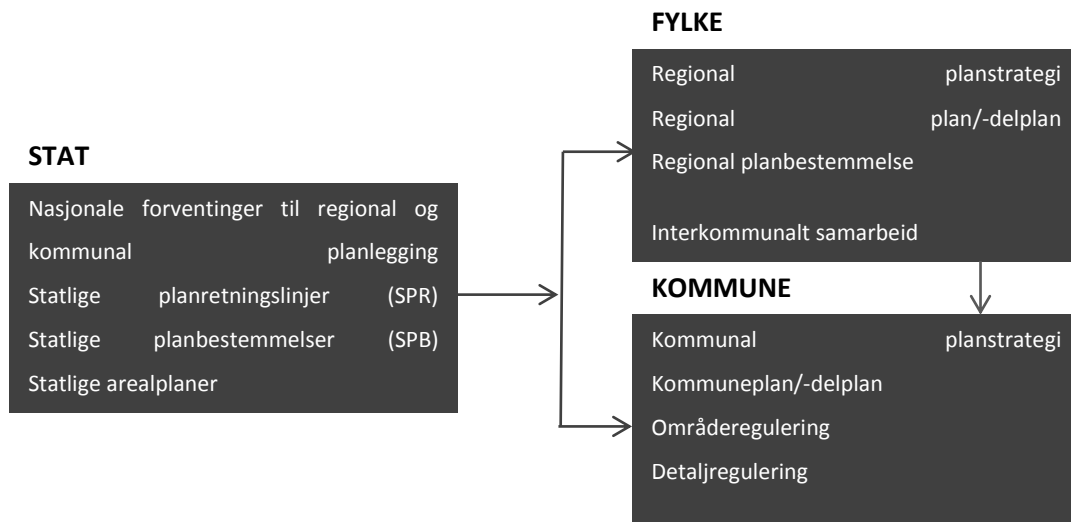 STAT
Nasjonale forventinger til regional og
kommunal planlegging
Statlige planretningslinjer (SPR)
Statlige planbestemmelser (SPB)
Statlige arealplaner
FYLKE
Regional planstrategi
Regional plan/-delplan
Regional planbestemmelse
Interkommunalt samarbeid
KOMMUNE
Kommunal planstrategi
Kommuneplan/-delplan
Områderegulering
Detaljregulering